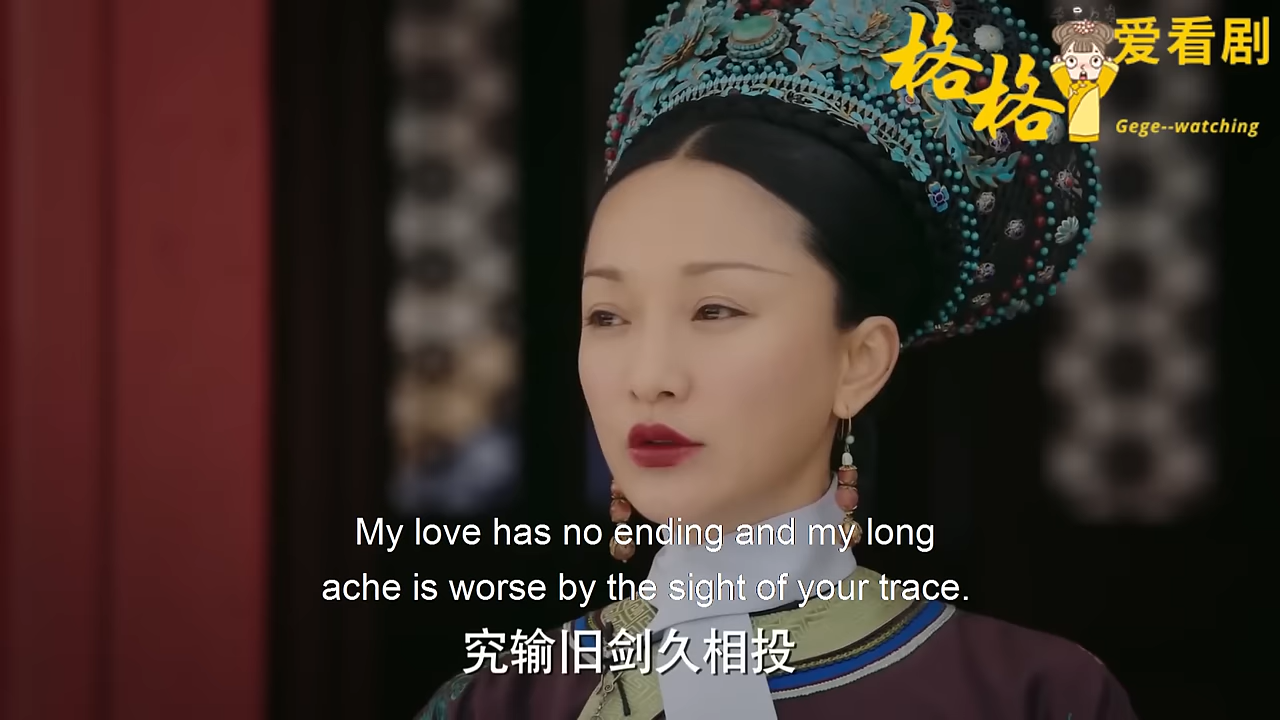 格格
爱看剧
Gege--watching
My love has no ending and my long
ache is worse by the sight of your trace.
究输旧剑久相投